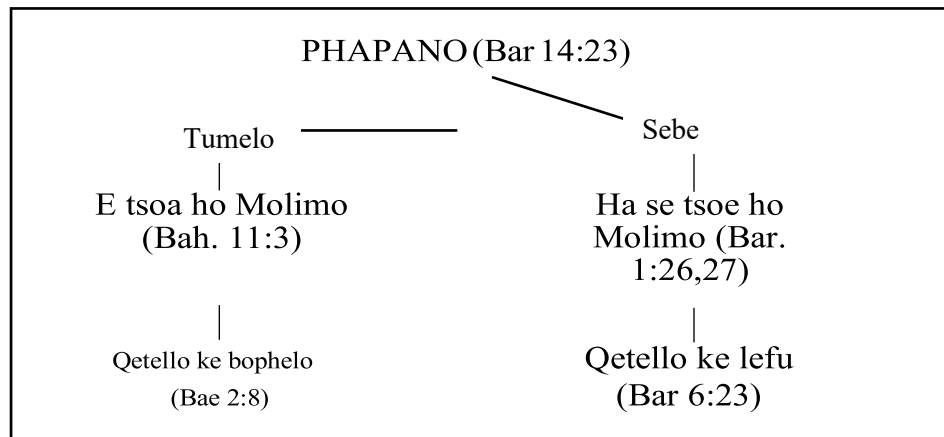 PHAPANO (Bar 14:23)
Tumelo
Sebe
E tsoa ho Molimo
(Bah. 11:3)
Ha se tsoe ho
Molimo (Bar.
1:26,27)
Qetello ke bophelo
(Bae 2:8)
Qetello ke lefu
(Bar 6:23)